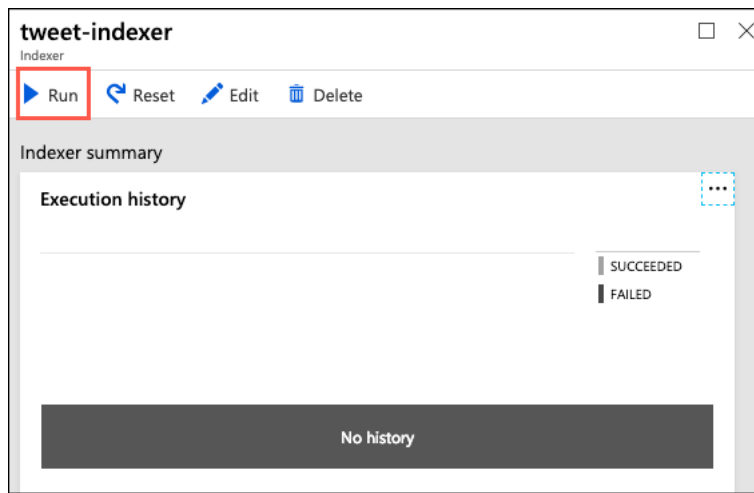 tweet-indexer
Indexer
Run Reset Edit Delete
Indexer summary
Execution history
SUCCEEDED
FAILED
No history